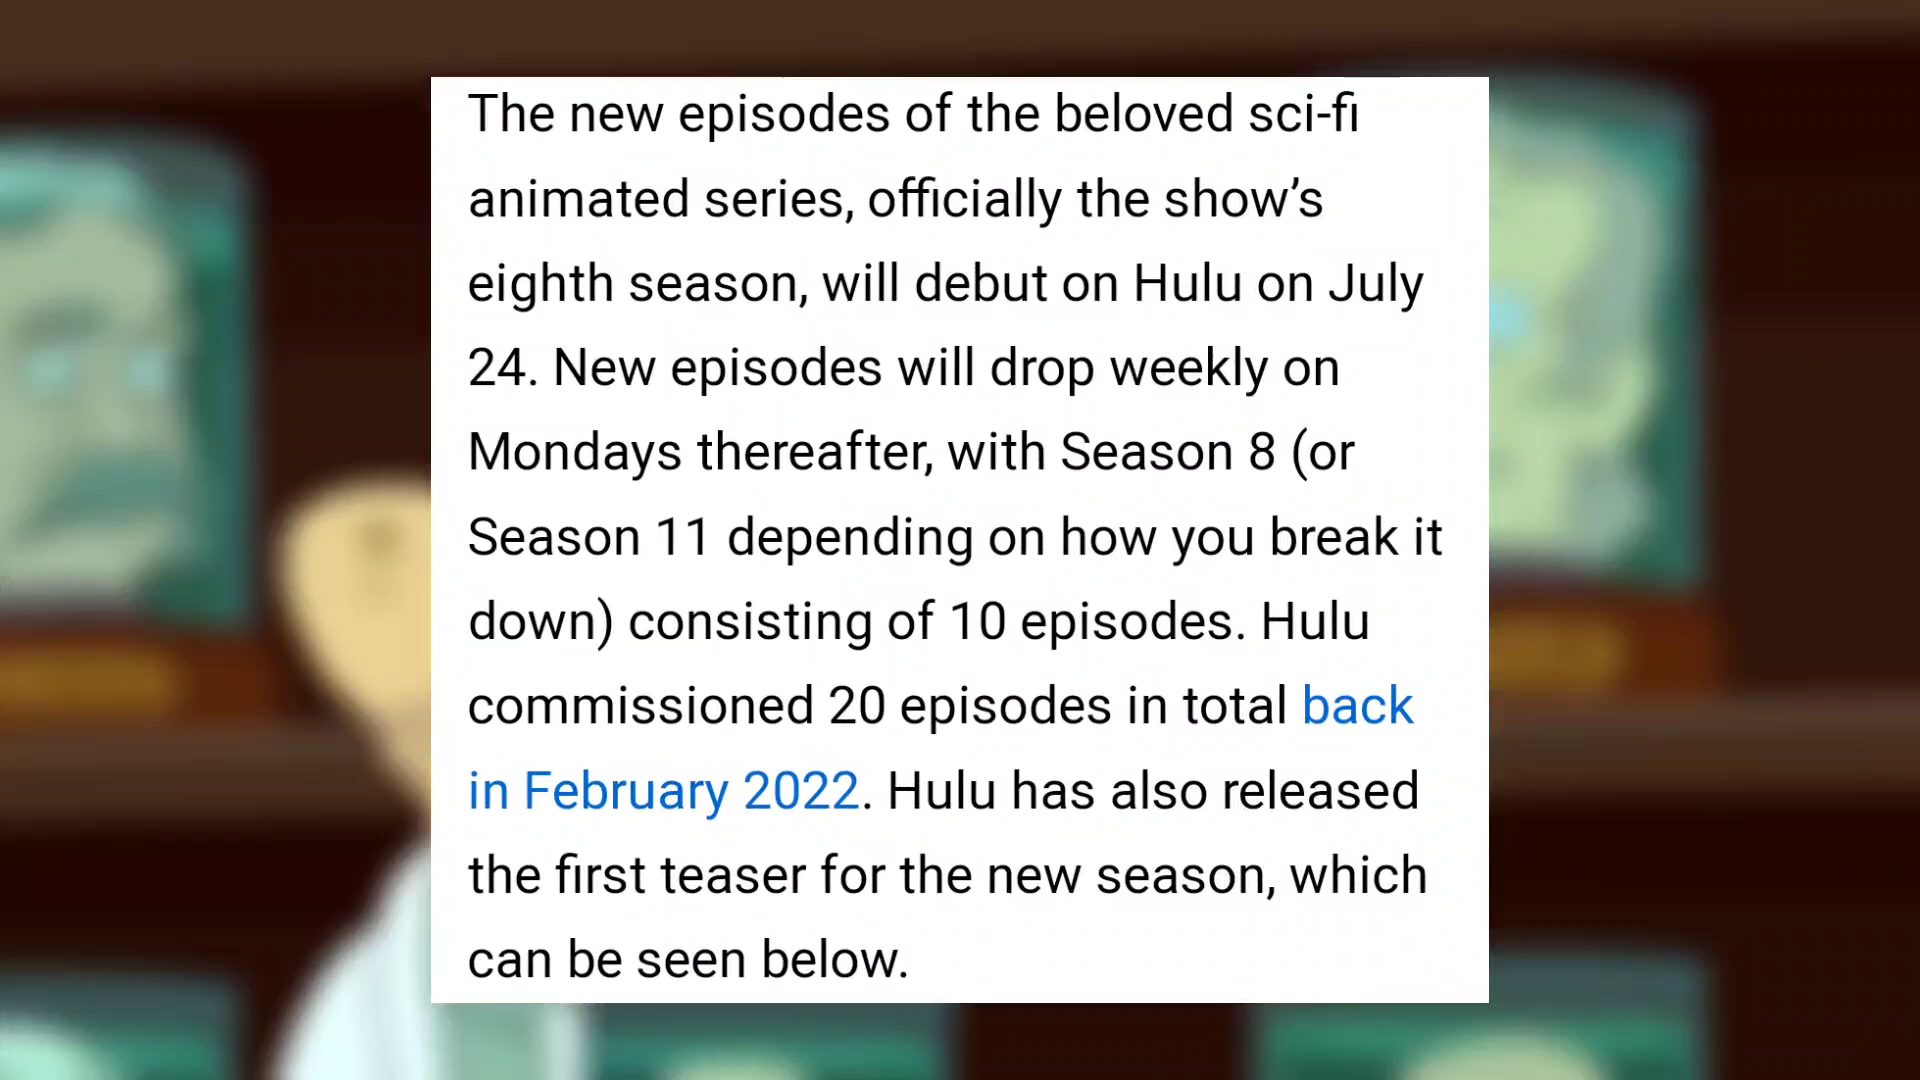 The new episodes of the beloved sci-fi
animated series, officially the show’s
eighth season, will debut on Hulu on July
24. New episodes will drop weekly on
Mondays thereafter, with Season 8 (or
Season 11 depending on how you break it
down) consisting of 10 episodes. Hulu
commissioned 20 episodes in total back
in February 2022. Hulu has also released
the first teaser for the new season, which
can be seen below.